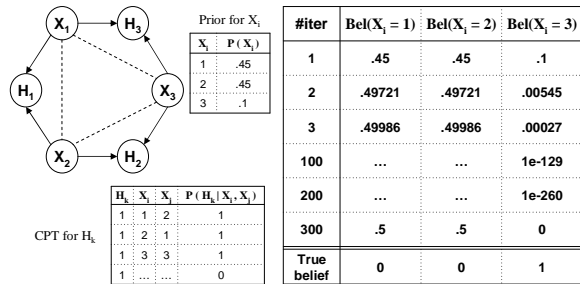 X1 H3
H1 X3
X2 H2
Prior for Xi
Xi P ( Xi )
1 .45
2 .45
3 .1
CPT for Hk
Hk Xi Xj P ( Hk | Xi , Xj )
1 1 2 1
1 2 1 1
1 3 3 1
1 ... ... 0
#iter Bel(Xi = 1) Bel(Xi = 2) Bel(Xi = 3)
1 .45 .45 .1
2 .49721 .49721 .00545
3 .49986 .49986 .00027
100 ... ... 1e-129
200 ... ... 1e-260
300 .5 .5 0
True belief 0 0 1